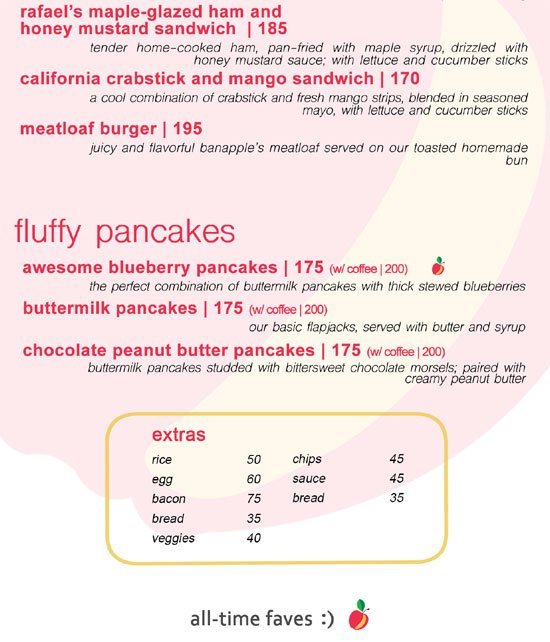 rafael's maple-glazed ham and
honey mustard sandwich | 185
tender home-cooked ham, pan-fried with maple syrup, drizzled with
honey mustard sauce; with lettuce and cucumber sticks
california crabstick and mango sandwich | 170
a cool combination of crabstick and fresh mango strips, blended in seasoned
mayo, with lettuce and cucumber sticks
meatloaf burger | 195
juicy and flavorful banapple's meatloaf served on our toasted homemade
bun
fluffy pancakes
awesome blueberry pancakes | 175 (w/ coffee | 200)
the perfect combination of buttermilk pancakes with thick stewed blueberries
buttermilk pancakes | 175 (w/ coffee | 200)
our basic flapjacks, served with butter and syrup
chocolate peanut butter pancakes | 175 (w/ coffee | 200)
buttermilk pancakes studded with bittersweet chocolate morsels; paired with
creamy peanut butter
extras
rice 50 chips 45
egg 60 sauce 45
bacon 75 bread 35
bread 35
veggies 40
all-time faves :)